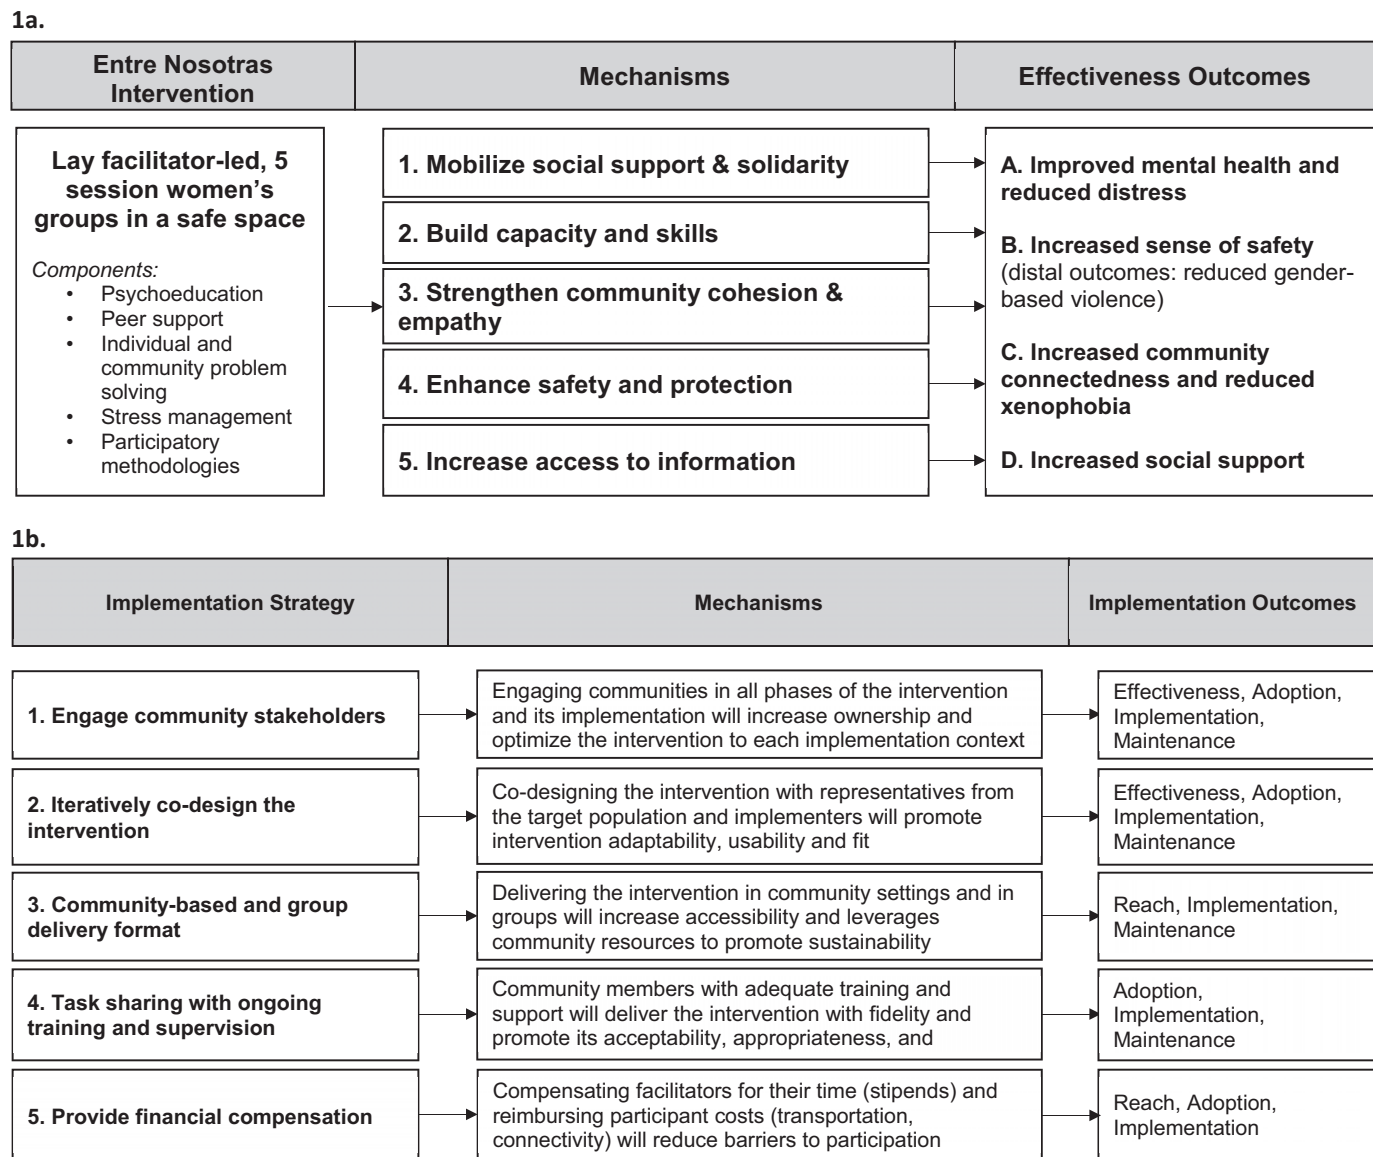 1a.
Entre Nosotras
Intervention
Mechanisms
Effectiveness Outcomes
Lay facilitator-led, 5
session women's
groups in a safe space
Components:
• Psychoeducation
• Peer support
• Individual and
community problem
solving
• Stress management
• Participatory
methodologies
1. Mobilize social support & solidarity
2. Build capacity and skills
3. Strengthen community cohesion &
empathy
4. Enhance safety and protection
5. Increase access to information
A. Improved mental health and
reduced distress
B. Increased sense of safety
(distal outcomes: reduced gender-
based violence)
C. Increased community
connectedness and reduced
xenophobia
D. Increased social support
1b.
Implementation Strategy
Mechanisms
Implementation Outcomes
1. Engage community stakeholders
Engaging communities in all phases of the intervention
and its implementation will increase ownership and
optimize the intervention to each implementation context
Effectiveness, Adoption,
Implementation,
Maintenance
2. Iteratively co-design the
intervention
Co-designing the intervention with representatives from
the target population and implementers will promote
intervention adaptability, usability and fit
Effectiveness, Adoption,
Implementation,
Maintenance
3. Community-based and group
delivery format
Delivering the intervention in community settings and in
groups will increase accessibility and leverages
community resources to promote sustainability
Reach, Implementation,
Maintenance
4. Task sharing with ongoing
training and supervision
Community members with adequate training and
support will deliver the intervention with fidelity and
promote its acceptability, appropriateness, and
Adoption,
Implementation,
Maintenance
5. Provide financial compensation
Compensating facilitators for their time (stipends) and
reimbursing participant costs (transportation,
connectivity) will reduce barriers to participation
Reach, Adoption,
Implementation